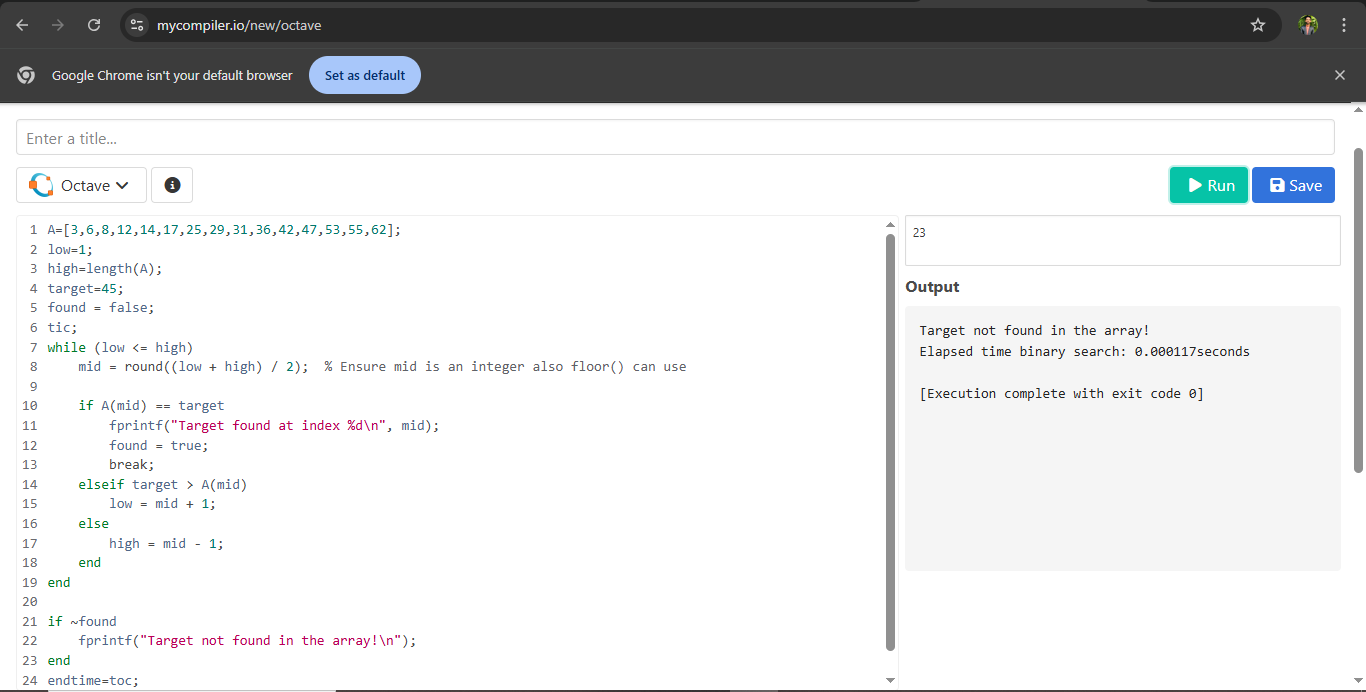 mycompiler.io/new/octave
Google Chrome isn't your default browser
Set as default
Enter a title...
Octave
Run
Save
1 A=[3,6,8,12,14,17,25,29,31,36,42,47,53,55,62];
2 low=1;
3 high=length(A);
4 target=45;
5 found = false;
6 tic;
7 while (low <= high)
8     mid = round((low + high) / 2);  % Ensure mid is an integer also floor() can use
9
10     if A(mid) == target
11         fprintf("Target found at index %d\n", mid);
12         found = true;
13         break;
14     elseif target > A(mid)
15         low = mid + 1;
16     else
17         high = mid - 1;
18     end
19 end
20
21 if ~found
22     fprintf("Target not found in the array!\n");
23 end
24 endtime=toc;
23
Output
Target not found in the array!
Elapsed time binary search: 0.000117seconds
[Execution complete with exit code 0]